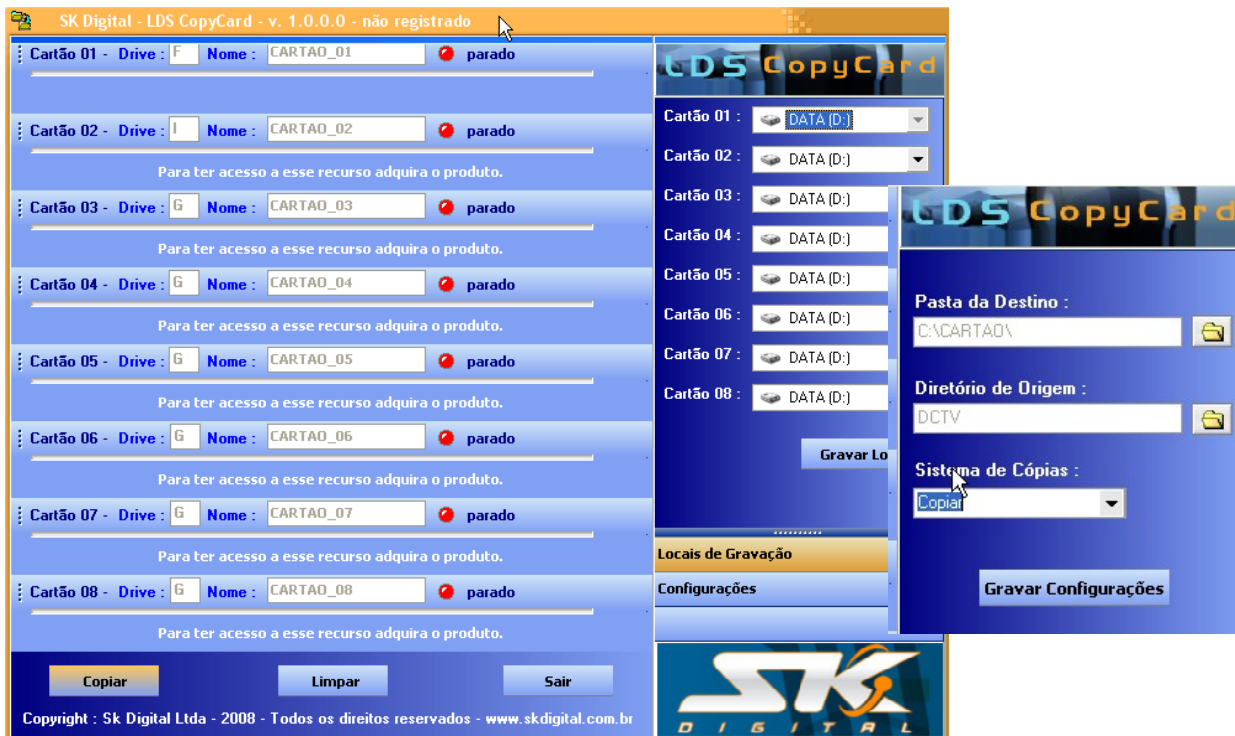 SK Digital - LDS CopyCard - v. 1.0.0.0 - não registrado
Cartão 01 - Drive : F Nome : CARTAO_01 parado
Cartão 02 - Drive : I Nome : CARTAO_02 parado
Para ter acesso a esse recurso adquira o produto.
Cartão 03 - Drive : G Nome : CARTAO_03 parado
Para ter acesso a esse recurso adquira o produto.
Cartão 04 - Drive : G Nome : CARTAO_04 parado
Para ter acesso a esse recurso adquira o produto.
Cartão 05 - Drive : G Nome : CARTAO_05 parado
Para ter acesso a esse recurso adquira o produto.
Cartão 06 - Drive : G Nome : CARTAO_06 parado
Para ter acesso a esse recurso adquira o produto.
Cartão 07 - Drive : G Nome : CARTAO_07 parado
Para ter acesso a esse recurso adquira o produto.
Cartão 08 - Drive : G Nome : CARTAO_08 parado
Para ter acesso a esse recurso adquira o produto.
Copiar Limpar Sair
Copyright : Sk Digital Ltda - 2008 - Todos os direitos reservados - www.skdigital.com.br
LDS CopyCard
Cartão 01 : DATA (D:)
Cartão 02 : DATA (D:)
Cartão 03 : DATA (D:)
Cartão 04 : DATA (D:)
Cartão 05 : DATA (D:)
Cartão 06 : DATA (D:)
Cartão 07 : DATA (D:)
Cartão 08 : DATA (D:)
Gravar Lo
Locais de Gravação
Configurações
SK
DIGITAL
LDS CopyCard
Pasta da Destino :
C:\CARTAO\
Diretório de Origem :
DCTV
Sistema de Cópias :
Copiar
Gravar Configurações